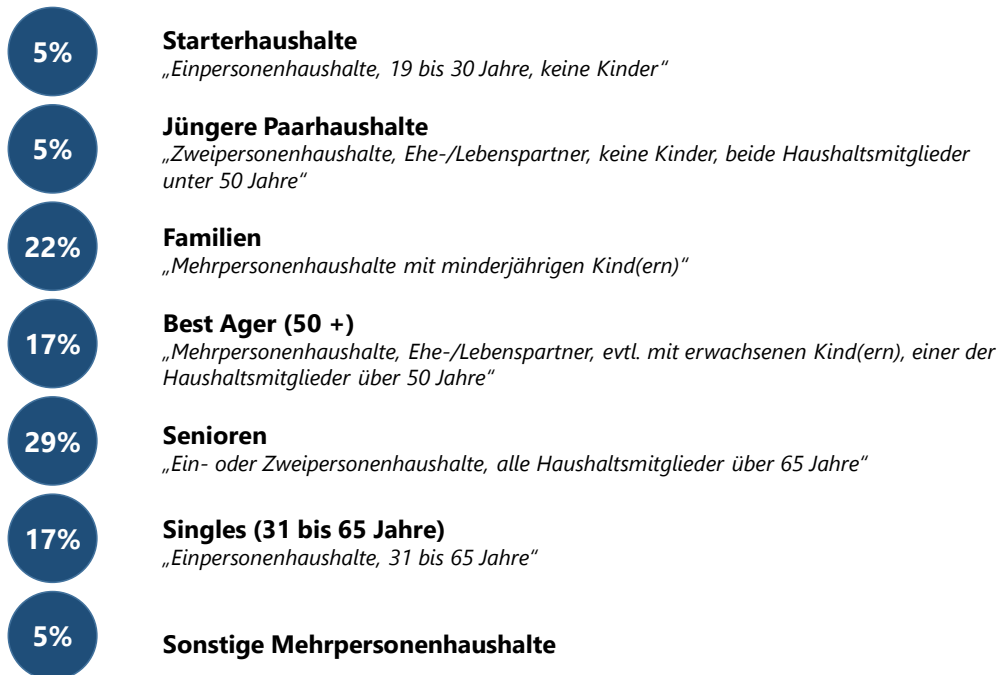 5%
Starterhaushalte
„Einpersonenhaushalte, 19 bis 30 Jahre, keine Kinder“
5%
Jüngere Paarhaushalte
„Zweipersonenhaushalte, Ehe-/Lebenspartner, keine Kinder, beide Haushaltsmitglieder
unter 50 Jahre“
22%
Familien
„Mehrpersonenhaushalte mit minderjährigen Kind(ern)“
17%
Best Ager (50 +)
„Mehrpersonenhaushalte, Ehe-/Lebenspartner, evtl. mit erwachsenen Kind(ern), einer der
Haushaltsmitglieder über 50 Jahre“
29%
Senioren
„Ein- oder Zweipersonenhaushalte, alle Haushaltsmitglieder über 65 Jahre“
17%
Singles (31 bis 65 Jahre)
„Einpersonenhaushalte, 31 bis 65 Jahre“
5%
Sonstige Mehrpersonenhaushalte